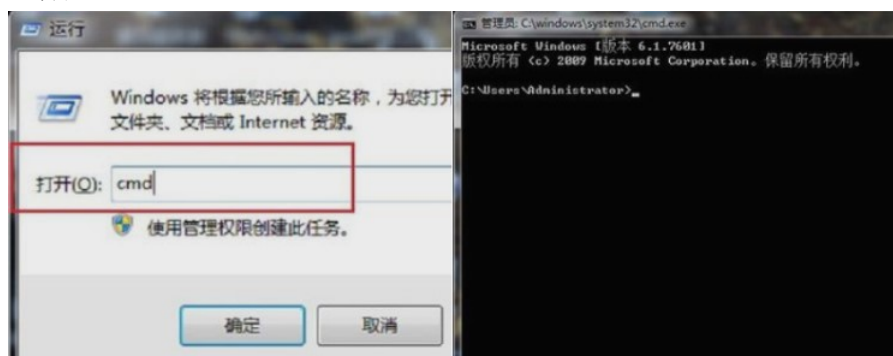 运行
Windows 将根据您所输入的名称，为您打开
文件夹、文档或 Internet 资源。
打开(O): cmd
使用管理权限创建此任务。
确定
取消
管理员: C:\windows\system32\cmd.exe
Microsoft Windows [版本 6.1.7601]
版权所有 (c) 2009 Microsoft Corporation。保留所有权利。
C:\Users\Administrator>_